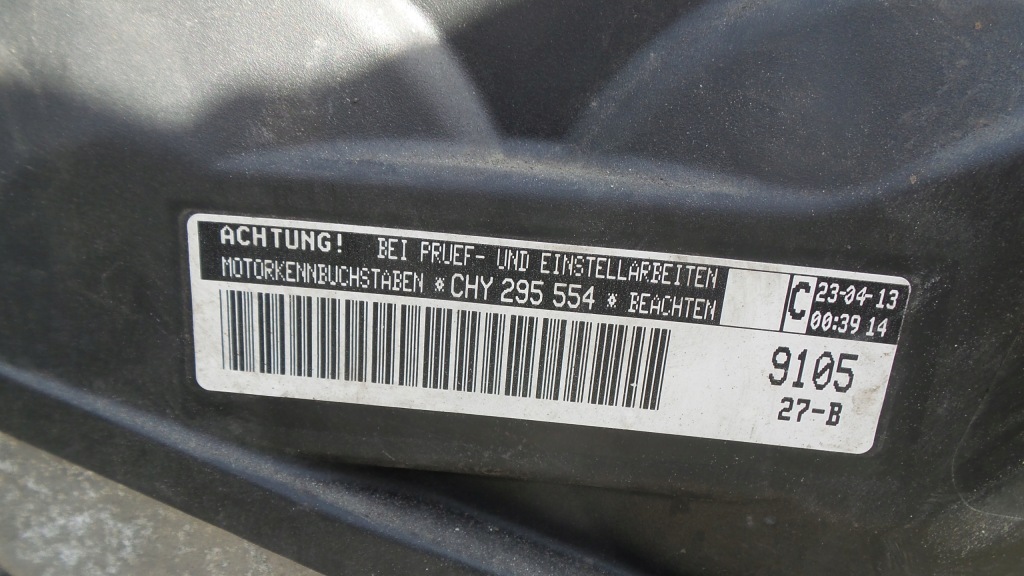 ACHTUNG! BEI PRUEF- UND EINSTELLARBEITEN
MOTORKENNBUCHSTABEN * CHY 295 554 * BEACHTEN
C
23-04-13
00:39 14
9105
27-B